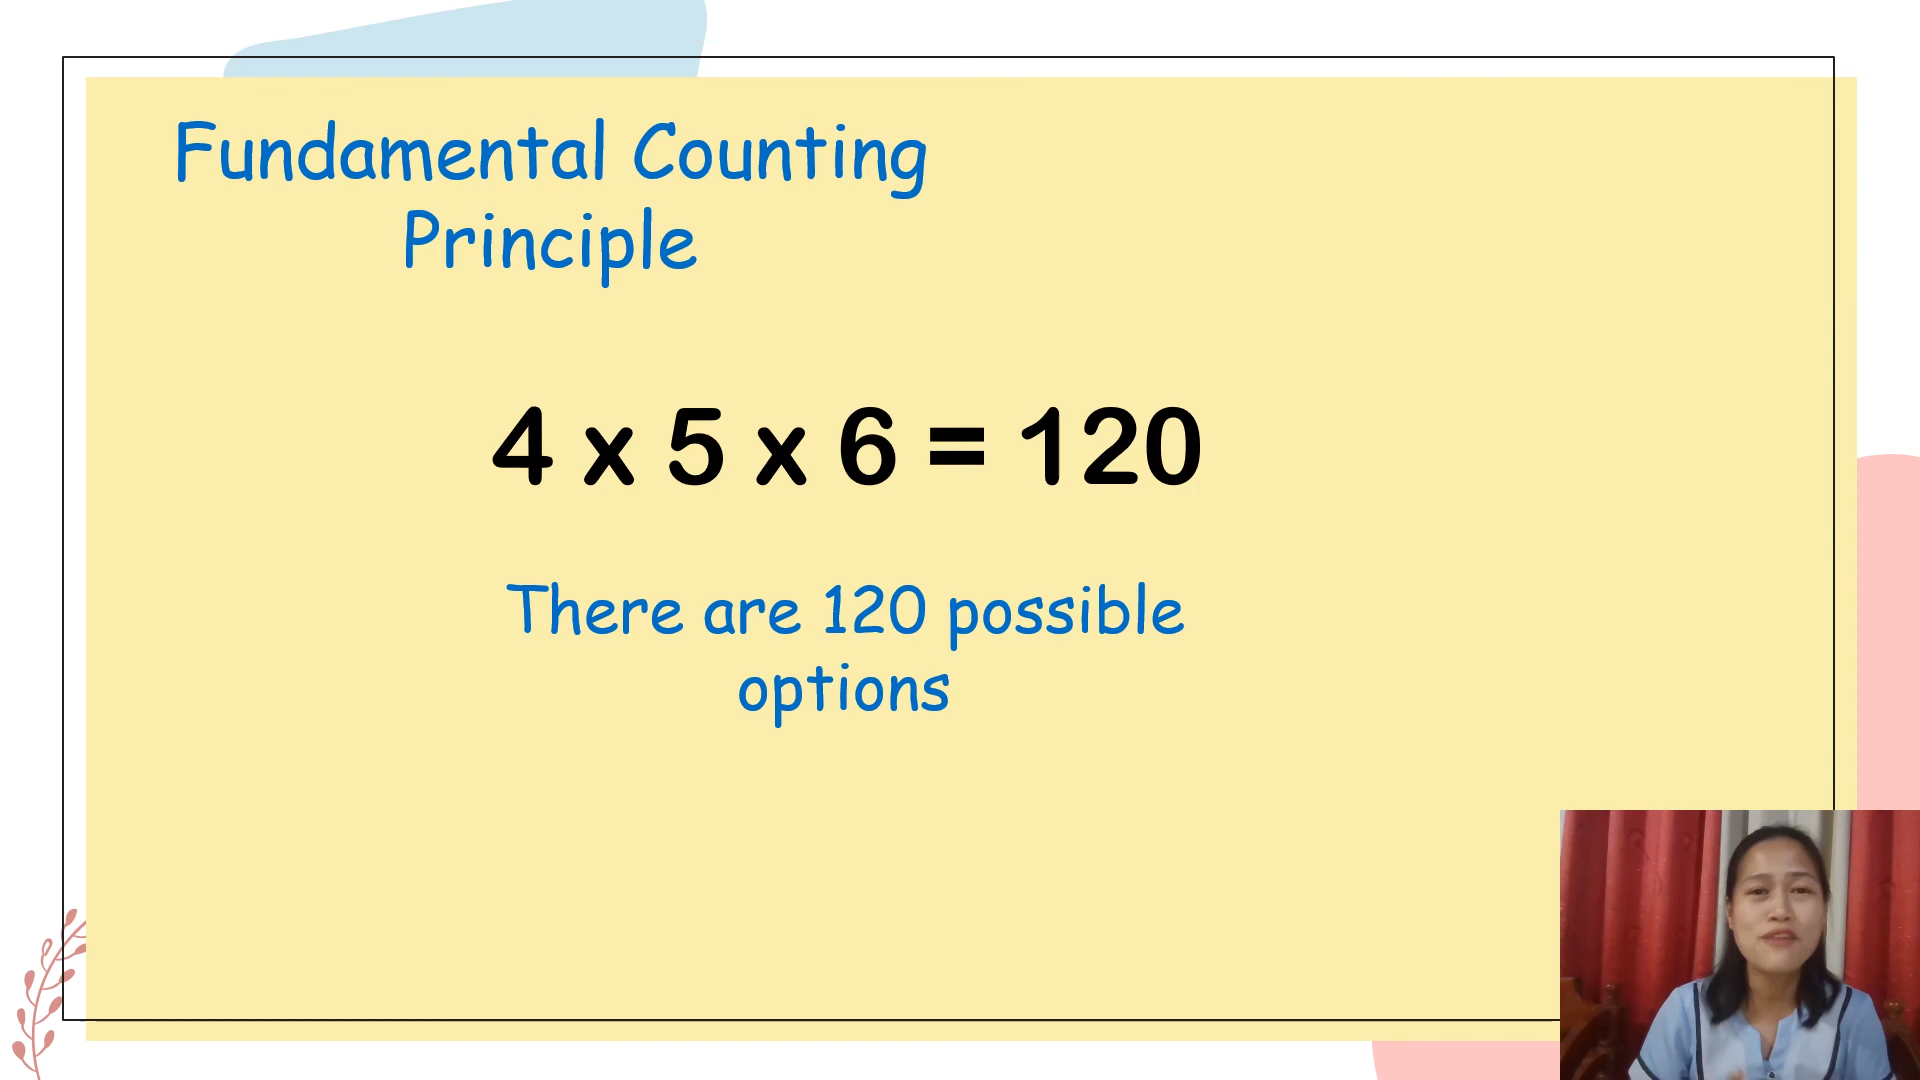 Fundamental Counting
Principle
4 x 5 x 6 = 120
There are 120 possible
options